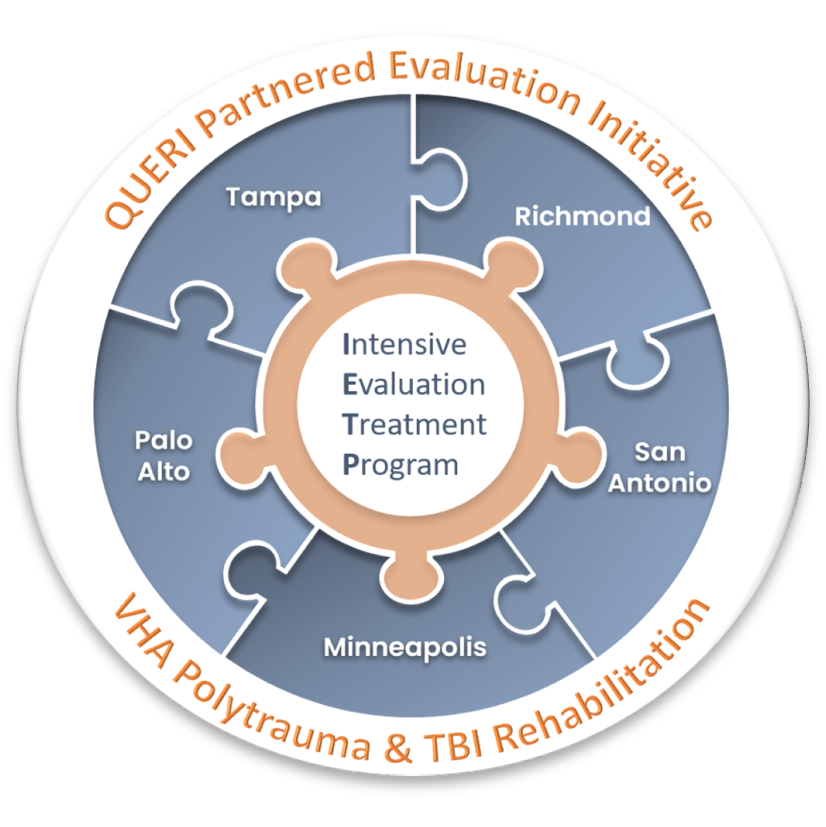 QUERI Partnered Evaluation Initiative
Tampa
Richmond
Intensive
Evaluation
Treatment
Program
Palo
Alto
San
Antonio
Minneapolis
VHA Polytrauma & TBI Rehabilitation